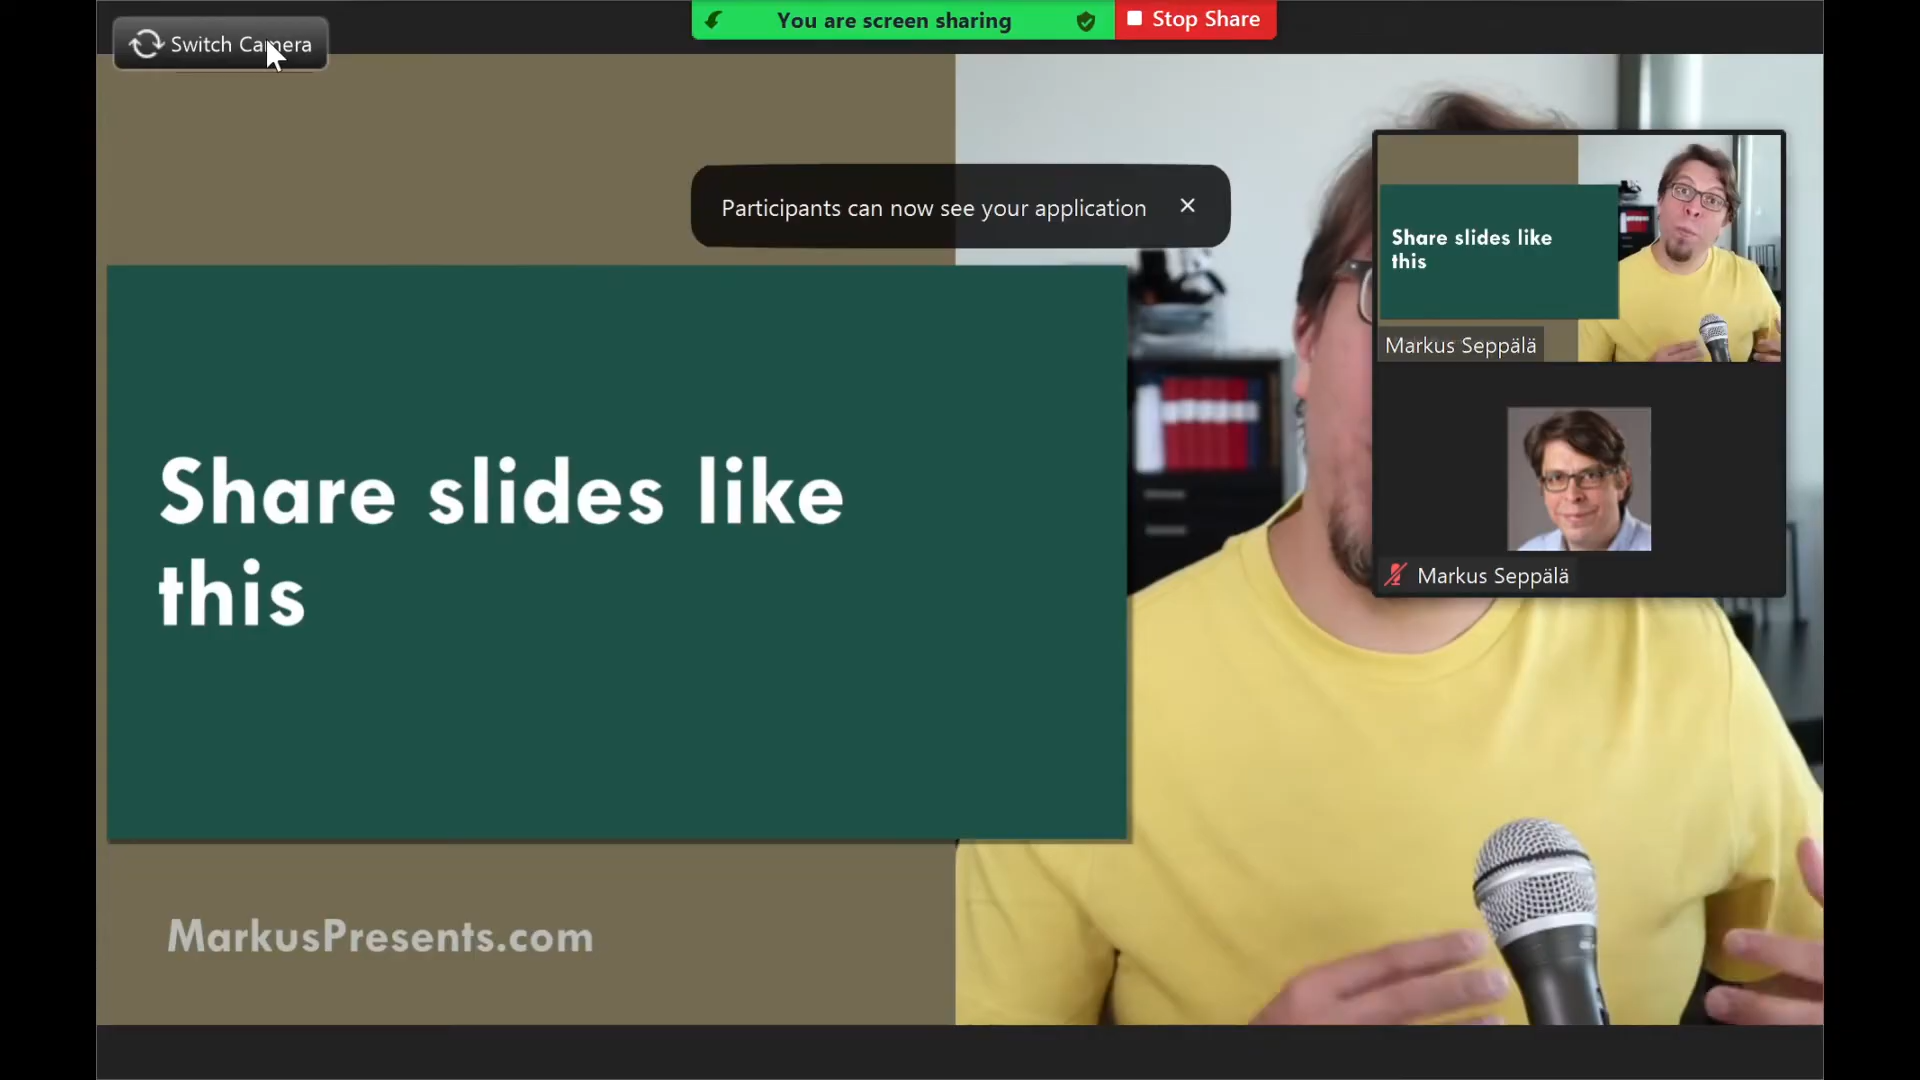 Switch Camera
You are screen sharing
Stop Share
Participants can now see your application
Share slides like
this
MarkusPresents.com
Share slides like
this
Markus Seppälä
Markus Seppälä